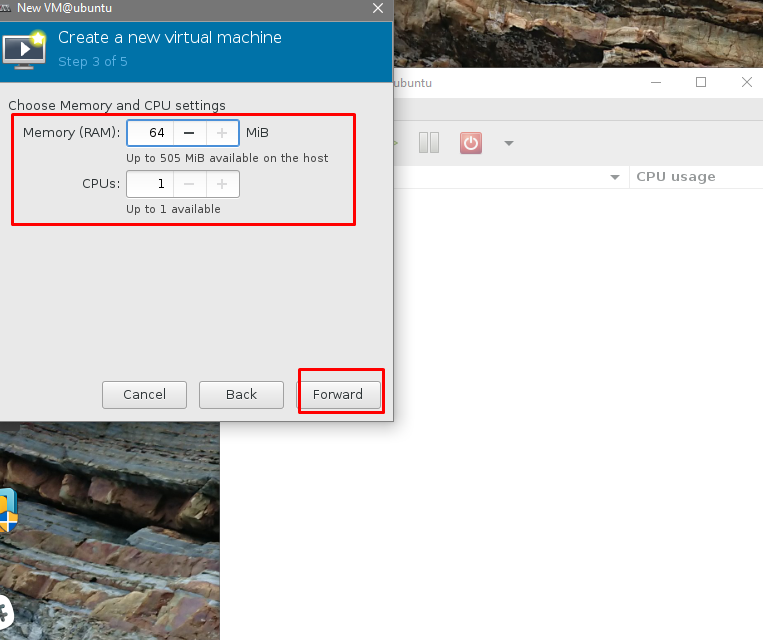 New VM@ubuntu
Create a new virtual machine
Step 3 of 5
ubuntu
Choose Memory and CPU settings
Memory (RAM): 64 MiB
Up to 505 MiB available on the host
CPUs: 1
Up to 1 available
CPU usage
Cancel Back Forward